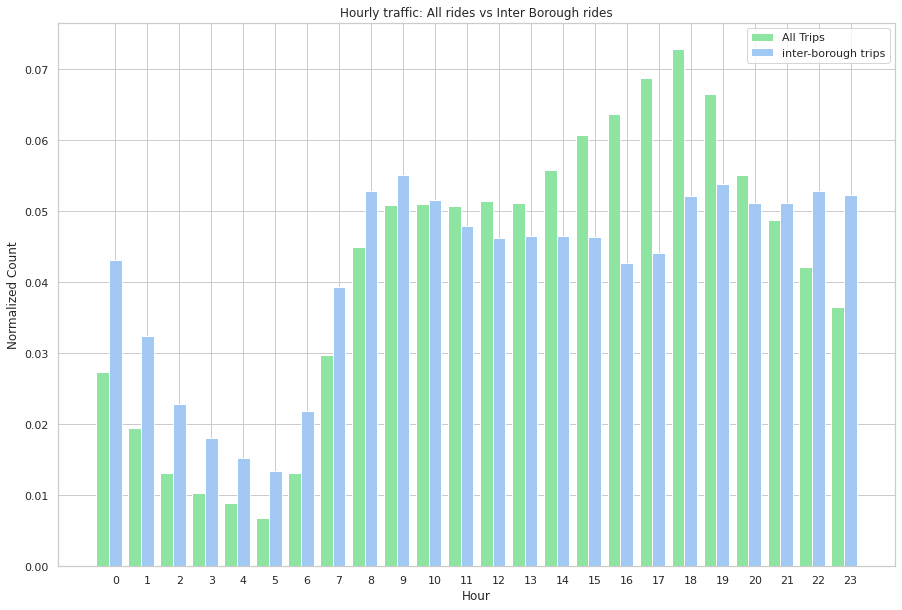 Hourly traffic: All rides vs Inter Borough rides
All Trips
inter-borough trips
0.07
0.06
0.05
0.04
0.03
0.02
0.01
0.00
Normalized Count
0 1 2 3 4 5 6 7 8 9 10 11 12 13 14 15 16 17 18 19 20 21 22 23
Hour